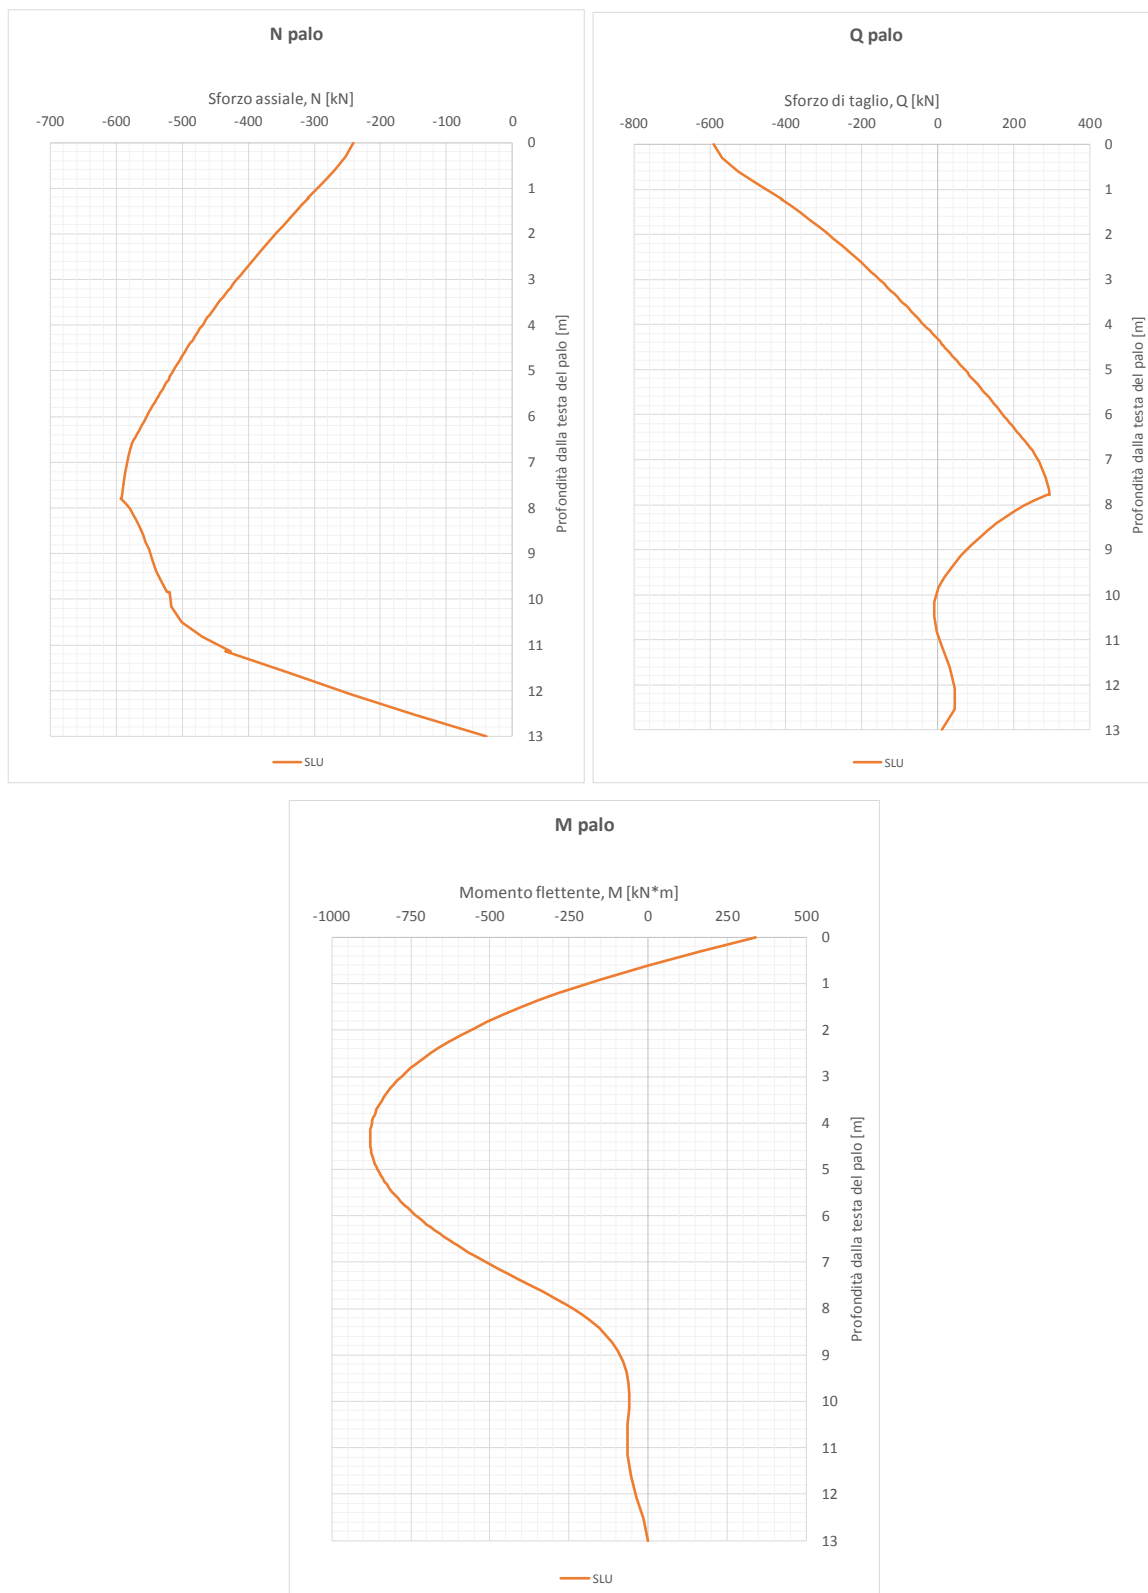 N palo
Sforzo assiale, N [kN]
-700 -600 -500 -400 -300 -200 -100 0
0
1
2
3
4
5
6
7
8
9
10
11
12
13
Profondità dalla testa del palo [m]
SLU
Q palo
Sforzo di taglio, Q [kN]
-800 -600 -400 -200 0 200 400
0
1
2
3
4
5
6
7
8
9
10
11
12
13
Profondità dalla testa del palo [m]
SLU
M palo
Momento flettente, M [kN*m]
-1000 -750 -500 -250 0 250 500
0
1
2
3
4
5
6
7
8
9
10
11
12
13
Profondità dalla testa del palo [m]
SLU